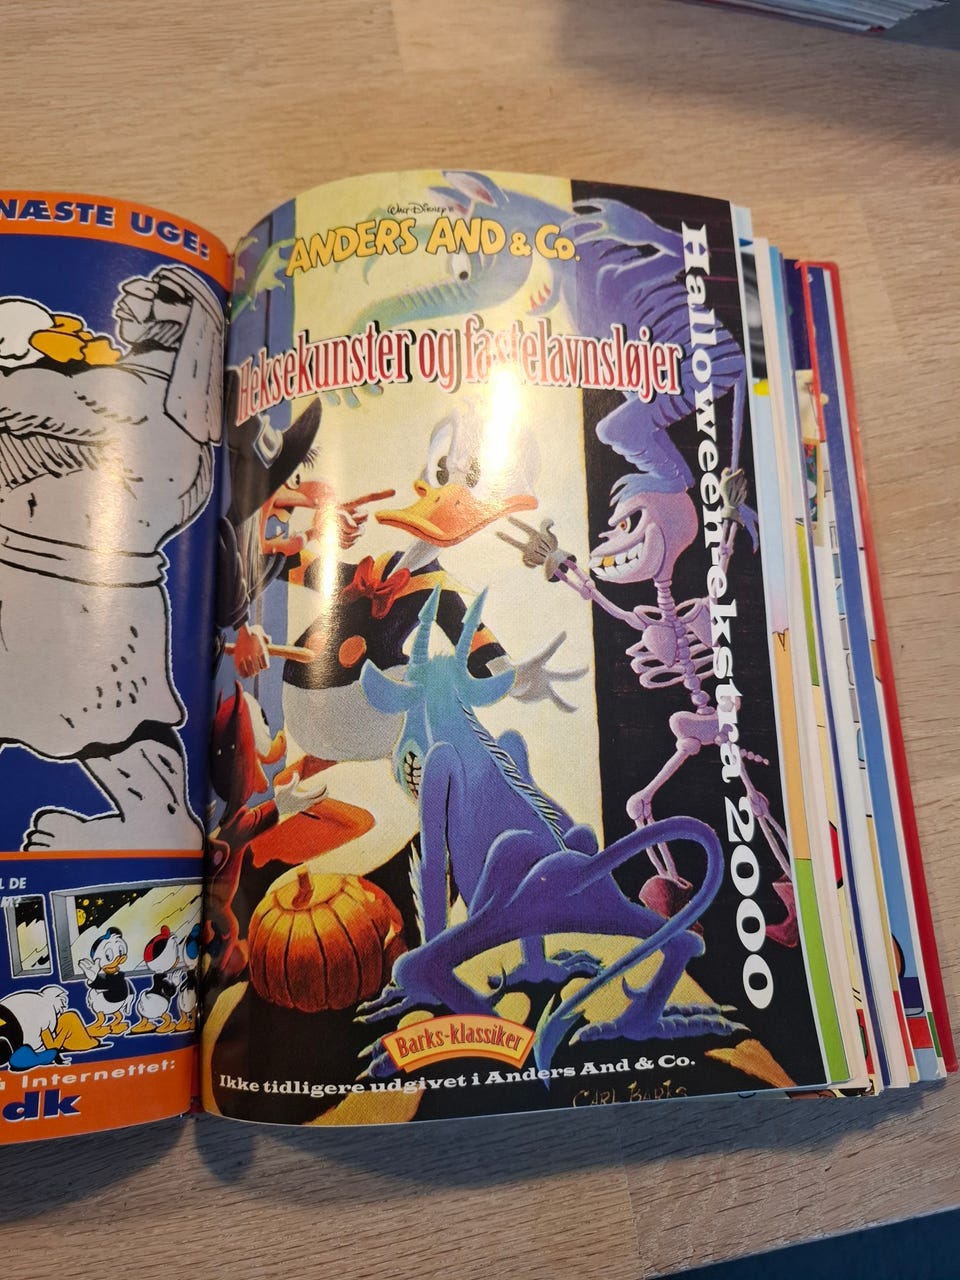 NÆSTE UGE:
L DE
M?
Internettet:
dk
Walt Disney's
ANDERS AND & Co.
Heksekunster og fastelavnsløjer
Halloween-ekstra 2000
Barks-klassiker
Ikke tidligere udgivet i Anders And & Co.
CARL BARKS